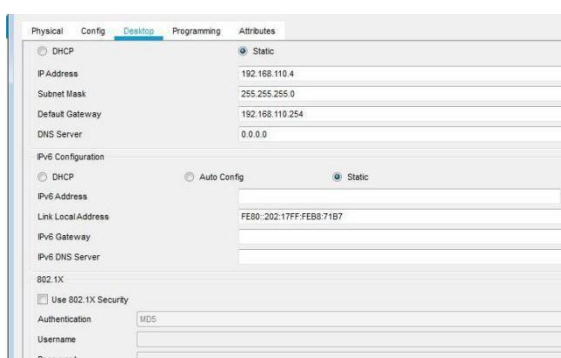 Physical Config Desktop Programming Attributes
DHCP Static
IP Address 192.168.110.4
Subnet Mask 255.255.255.0
Default Gateway 192.168.110.254
DNS Server 0.0.0.0
IPv6 Configuration
DHCP Auto Config Static
IPv6 Address
Link Local Address FE80::202:17FF:FEB8:71B7
IPv6 Gateway
IPv6 DNS Server
802.1X
Use 802.1X Security
Authentication MD5
Username